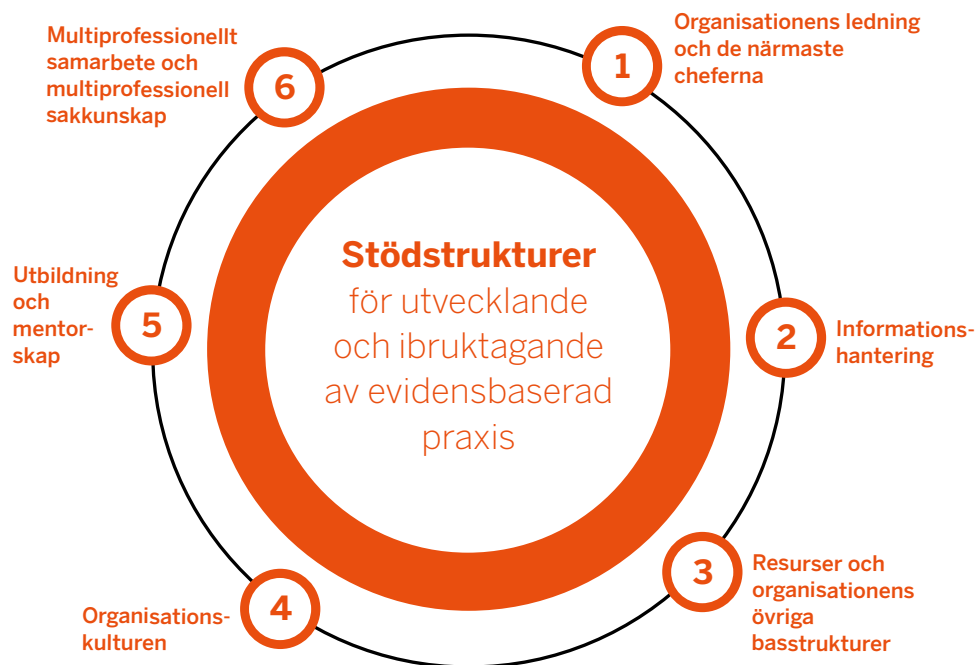 Stödstrukturer
för utvecklande
och ibruktagande
av evidensbaserad
praxis
1
Organisationens ledning
och de närmaste
cheferna
2
Informations-
hantering
3
Resurser och
organisationens
övriga
basstrukturer
4
Organisations-
kulturen
5
Utbildning
och
mentor-
skap
6
Multiprofessionellt
samarbete och
multiprofessionell
sakkunskap